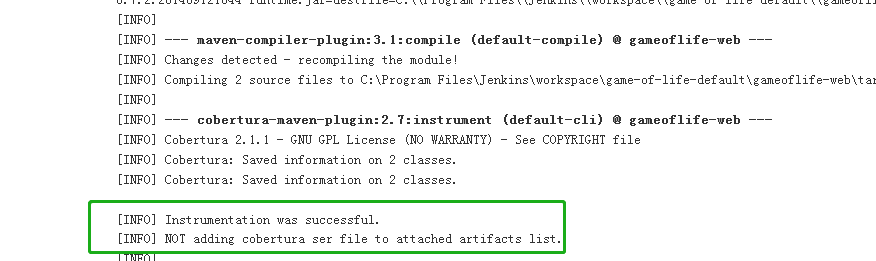 [INFO]
[INFO] --- maven-compiler-plugin:3.1:compile (default-compile) @ gameoflife-web ---
[INFO] Changes detected - recompiling the module!
[INFO] Compiling 2 source files to C:\Program Files\Jenkins\workspace\game-of-life-default\gameoflife-web\tar
[INFO]
[INFO] --- cobertura-maven-plugin:2.7:instrument (default-cli) @ gameoflife-web ---
[INFO] Cobertura 2.1.1 - GNU GPL License (NO WARRANTY) - See COPYRIGHT file
[INFO] Cobertura: Saved information on 2 classes.
[INFO] Cobertura: Saved information on 2 classes.
[INFO] Instrumentation was successful.
[INFO] NOT adding cobertura ser file to attached artifacts list.
[INFO]